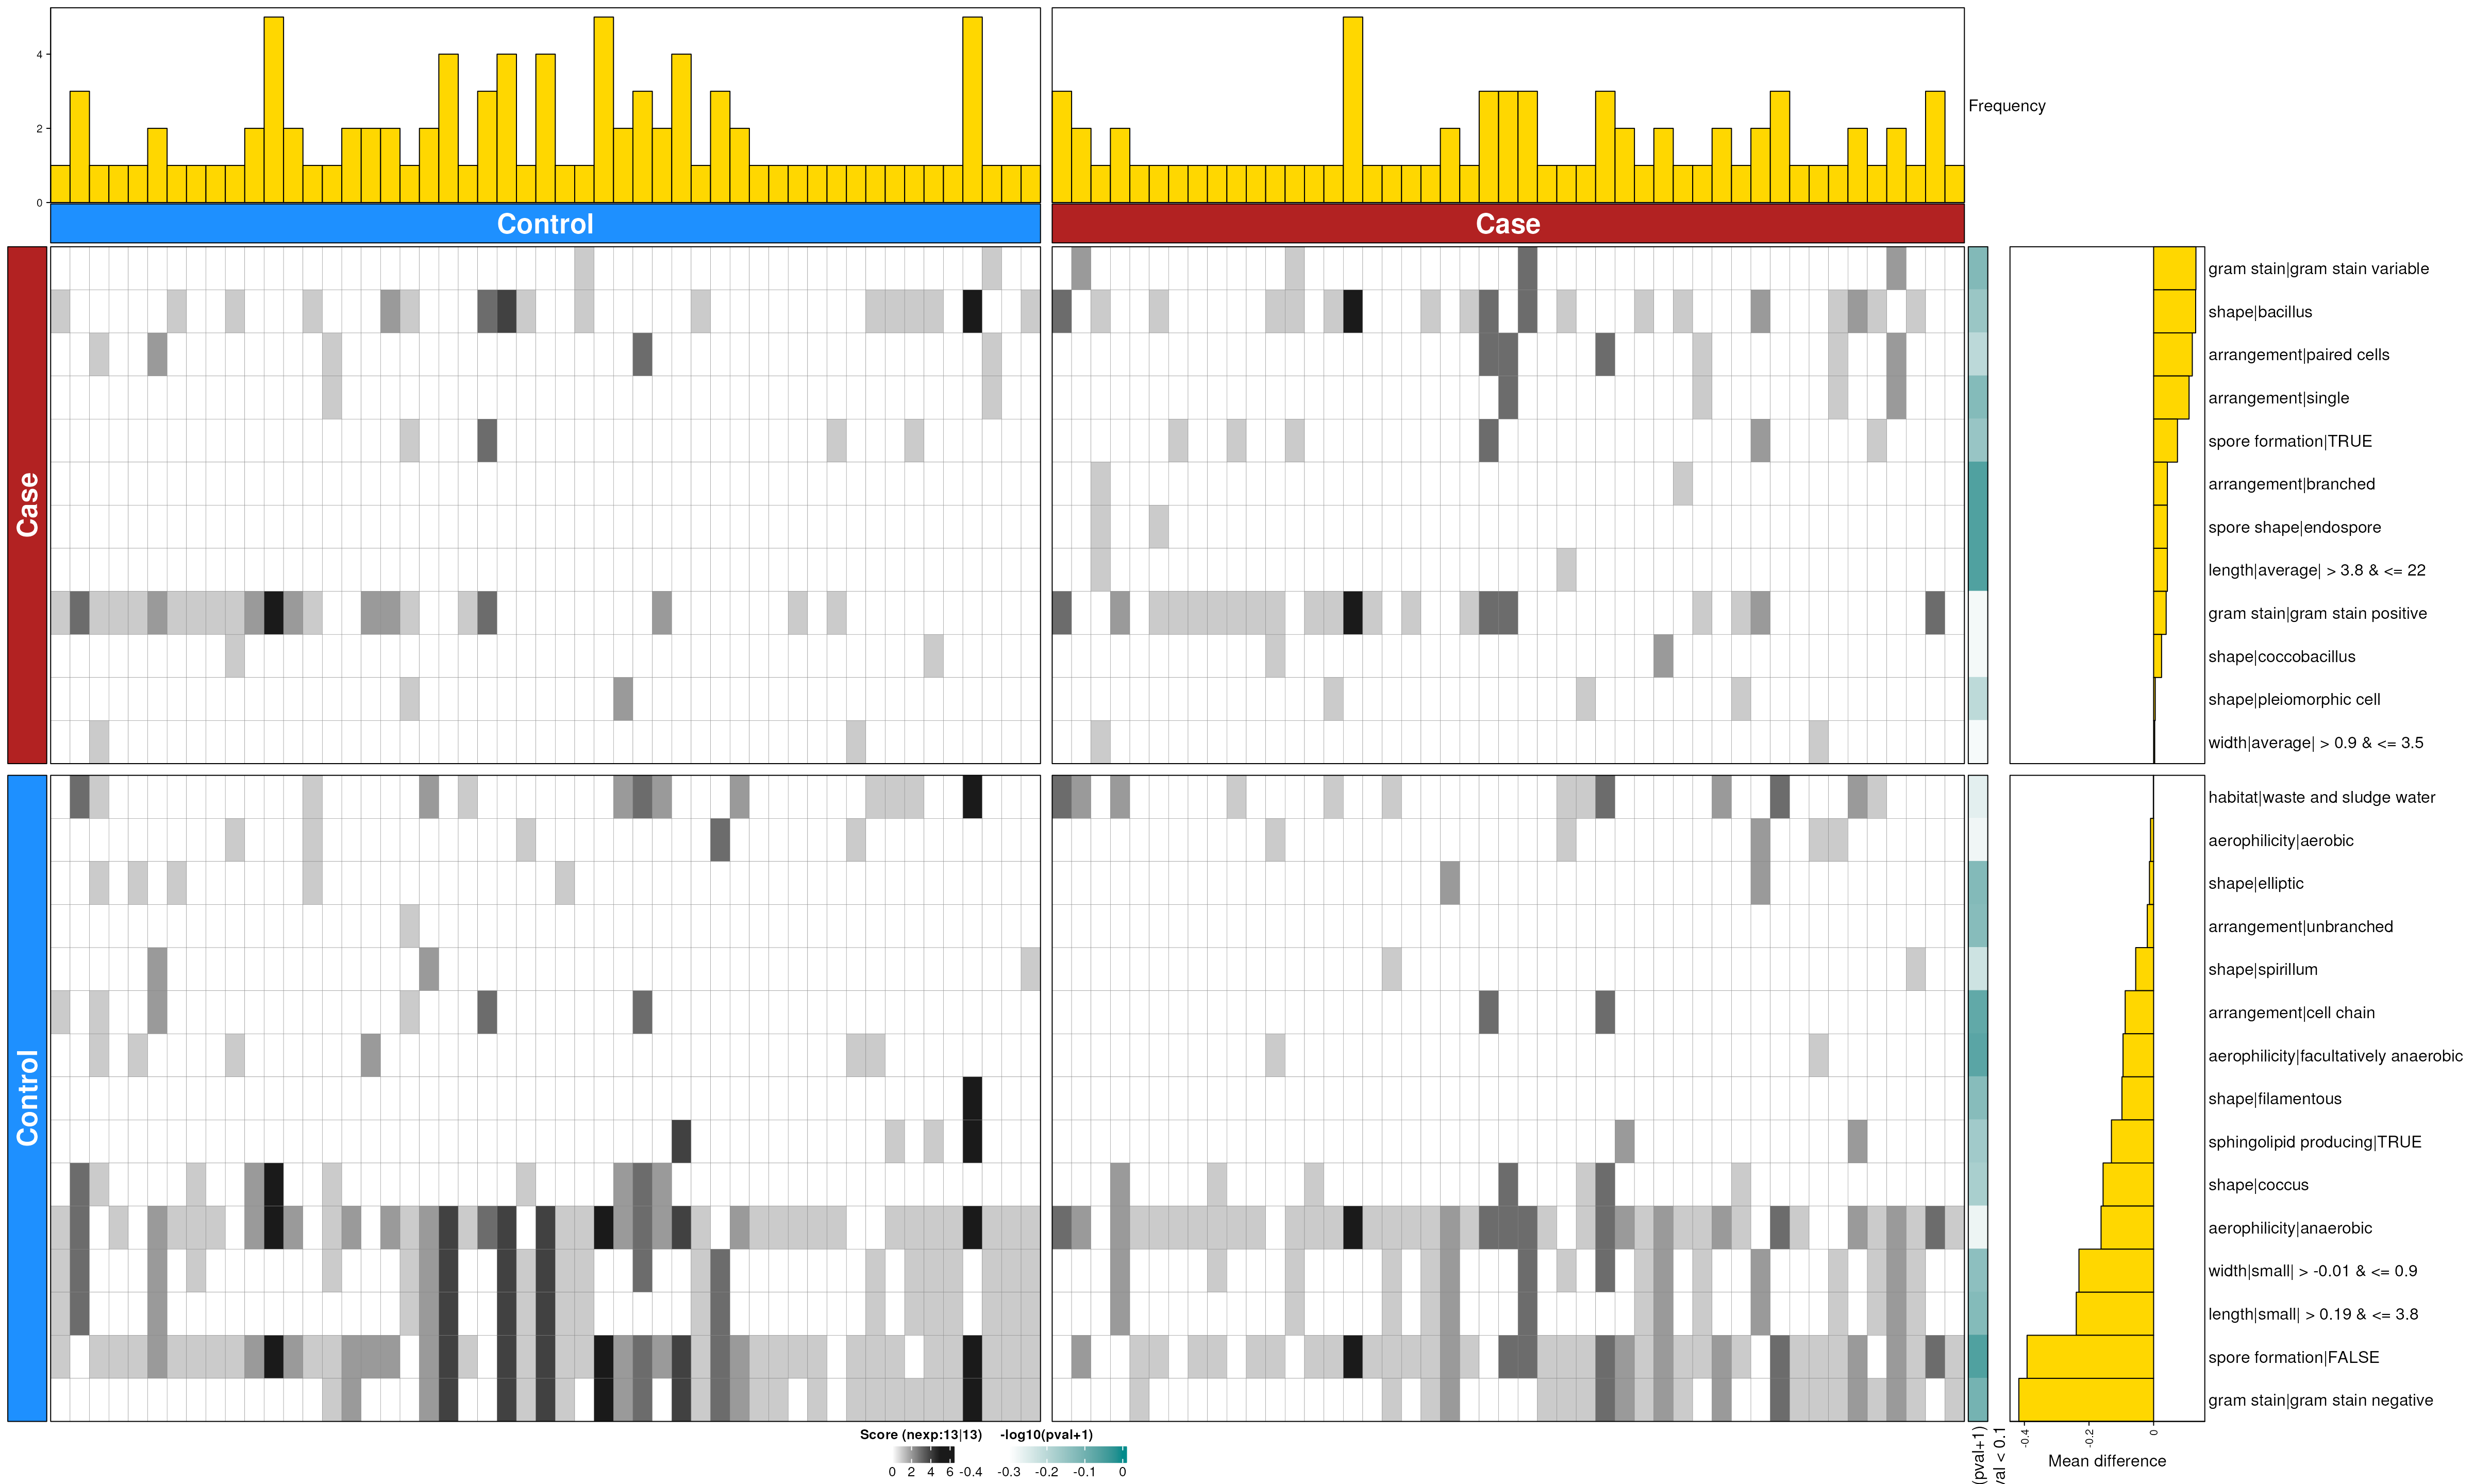 4
2
0
Frequency
Control
Case
Case
Control
gram stain|gram stain variable
shape|bacillus
arrangement|paired cells
arrangement|single
spore formation|TRUE
arrangement|branched
spore shape|endospore
length|average| > 3.8 & <= 22
gram stain|gram stain positive
shape|coccobacillus
shape|pleiomorphic cell
width|average| > 0.9 & <= 3.5
habitat|waste and sludge water
aerophilicity|aerobic
shape|elliptic
arrangement|unbranched
shape|spirillum
arrangement|cell chain
aerophilicity|facultatively anaerobic
shape|filamentous
sphingolipid producing|TRUE
shape|coccus
aerophilicity|anaerobic
width|small| > -0.01 & <= 0.9
length|small| > 0.19 & <= 3.8
spore formation|FALSE
gram stain|gram stain negative
-0.4 -0.2 0
Mean difference
(pval+1)
val < 0.1
Score (nexp:13|13) -log10(pval+1)
0 2 4 6 -0.4 -0.3 -0.2 -0.1 0